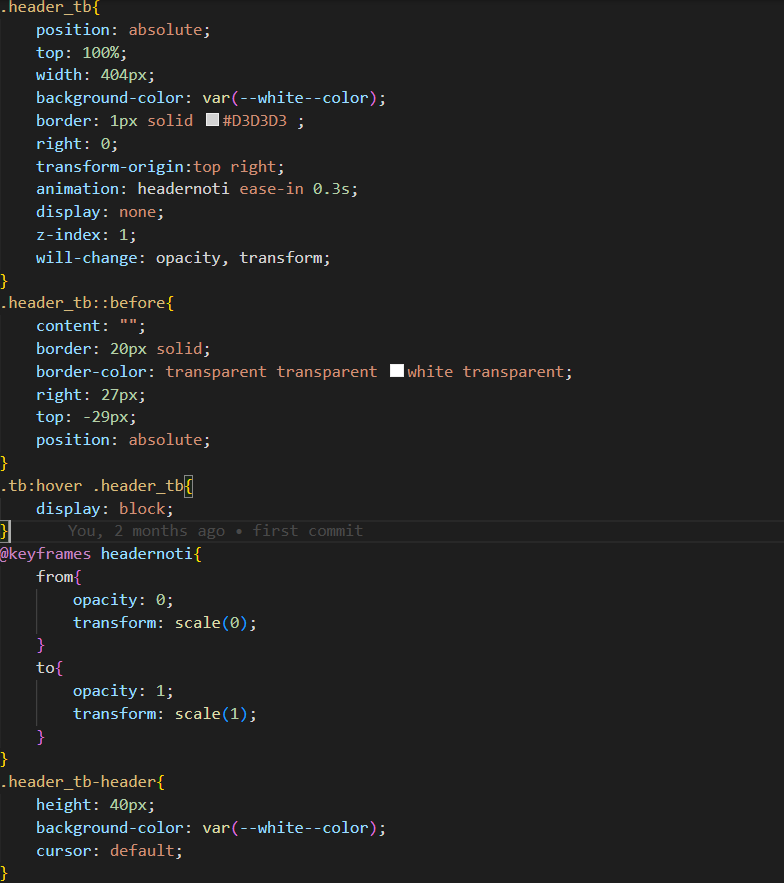 .header_tb{
    position: absolute;
    top: 100%;
    width: 404px;
    background-color: var(--white--color);
    border: 1px solid #D3D3D3 ;
    right: 0;
    transform-origin:top right;
    animation: headernoti ease-in 0.3s;
    display: none;
    z-index: 1;
    will-change: opacity, transform;
}
.header_tb::before{
    content: "";
    border: 20px solid;
    border-color: transparent transparent white transparent;
    right: 27px;
    top: -29px;
    position: absolute;
}
.tb:hover .header_tb{
    display: block;
}      You, 2 months ago • first commit
@keyframes headernoti{
    from{
        opacity: 0;
        transform: scale(0);
    }
    to{
        opacity: 1;
        transform: scale(1);
    }
}
.header_tb-header{
    height: 40px;
    background-color: var(--white--color);
    cursor: default;
}